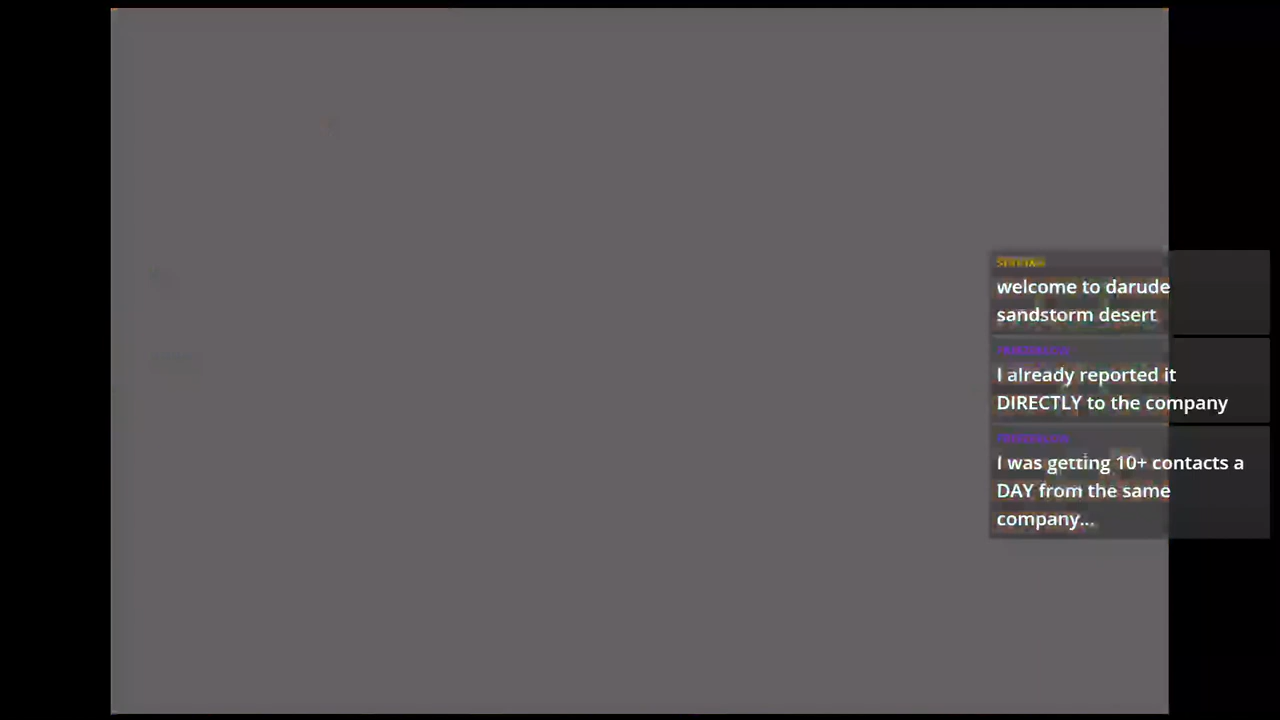 welcome to darude
sandstorm desert
I already reported it
DIRECTLY to the company
I was getting 10+ contacts a
DAY from the same
company...